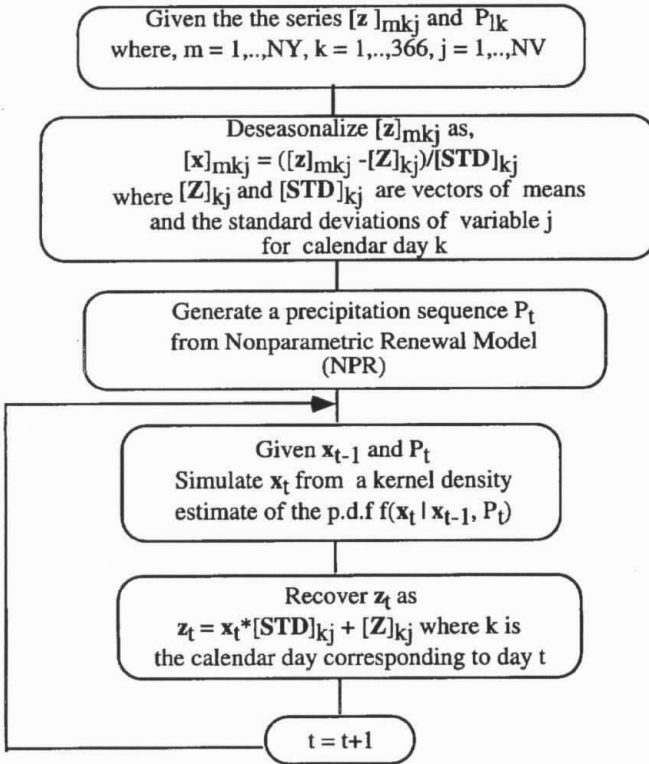 Given the the series [z ]mkj and P1k
where, m = 1,..,NY, k = 1,..,366, j = 1,..,NV
Deseasonalize [z]mkj as,
[x]mkj = ([z]mkj -[Z]kj)/[STD]kj
where [Z]kj and [STD]kj are vectors of means
and the standard deviations of variable j
for calendar day k
Generate a precipitation sequence Pt
from Nonparametric Renewal Model
(NPR)
Given xt-1 and Pt
Simulate xt from a kernel density
estimate of the p.d.f f(xt | xt-1, Pt)
Recover zt as
zt = xt*[STD]kj + [Z]kj where k is
the calendar day corresponding to day t
t = t+1